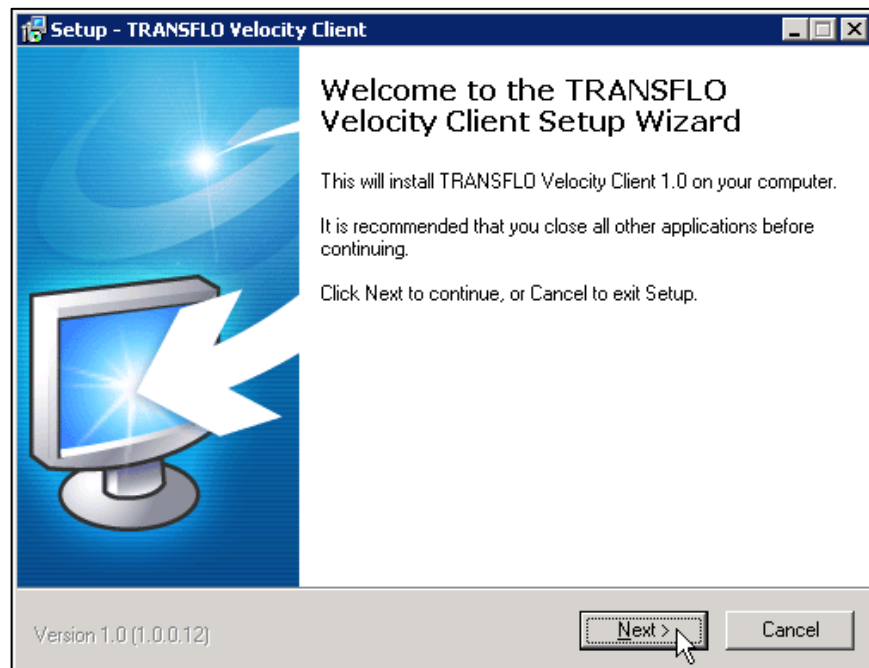 Setup - TRANSFLO Velocity Client
Welcome to the TRANSFLO
Velocity Client Setup Wizard
This will install TRANSFLO Velocity Client 1.0 on your computer.
It is recommended that you close all other applications before
continuing.
Click Next to continue, or Cancel to exit Setup.
Version 1.0 (1.0.0.12)
Next >
Cancel